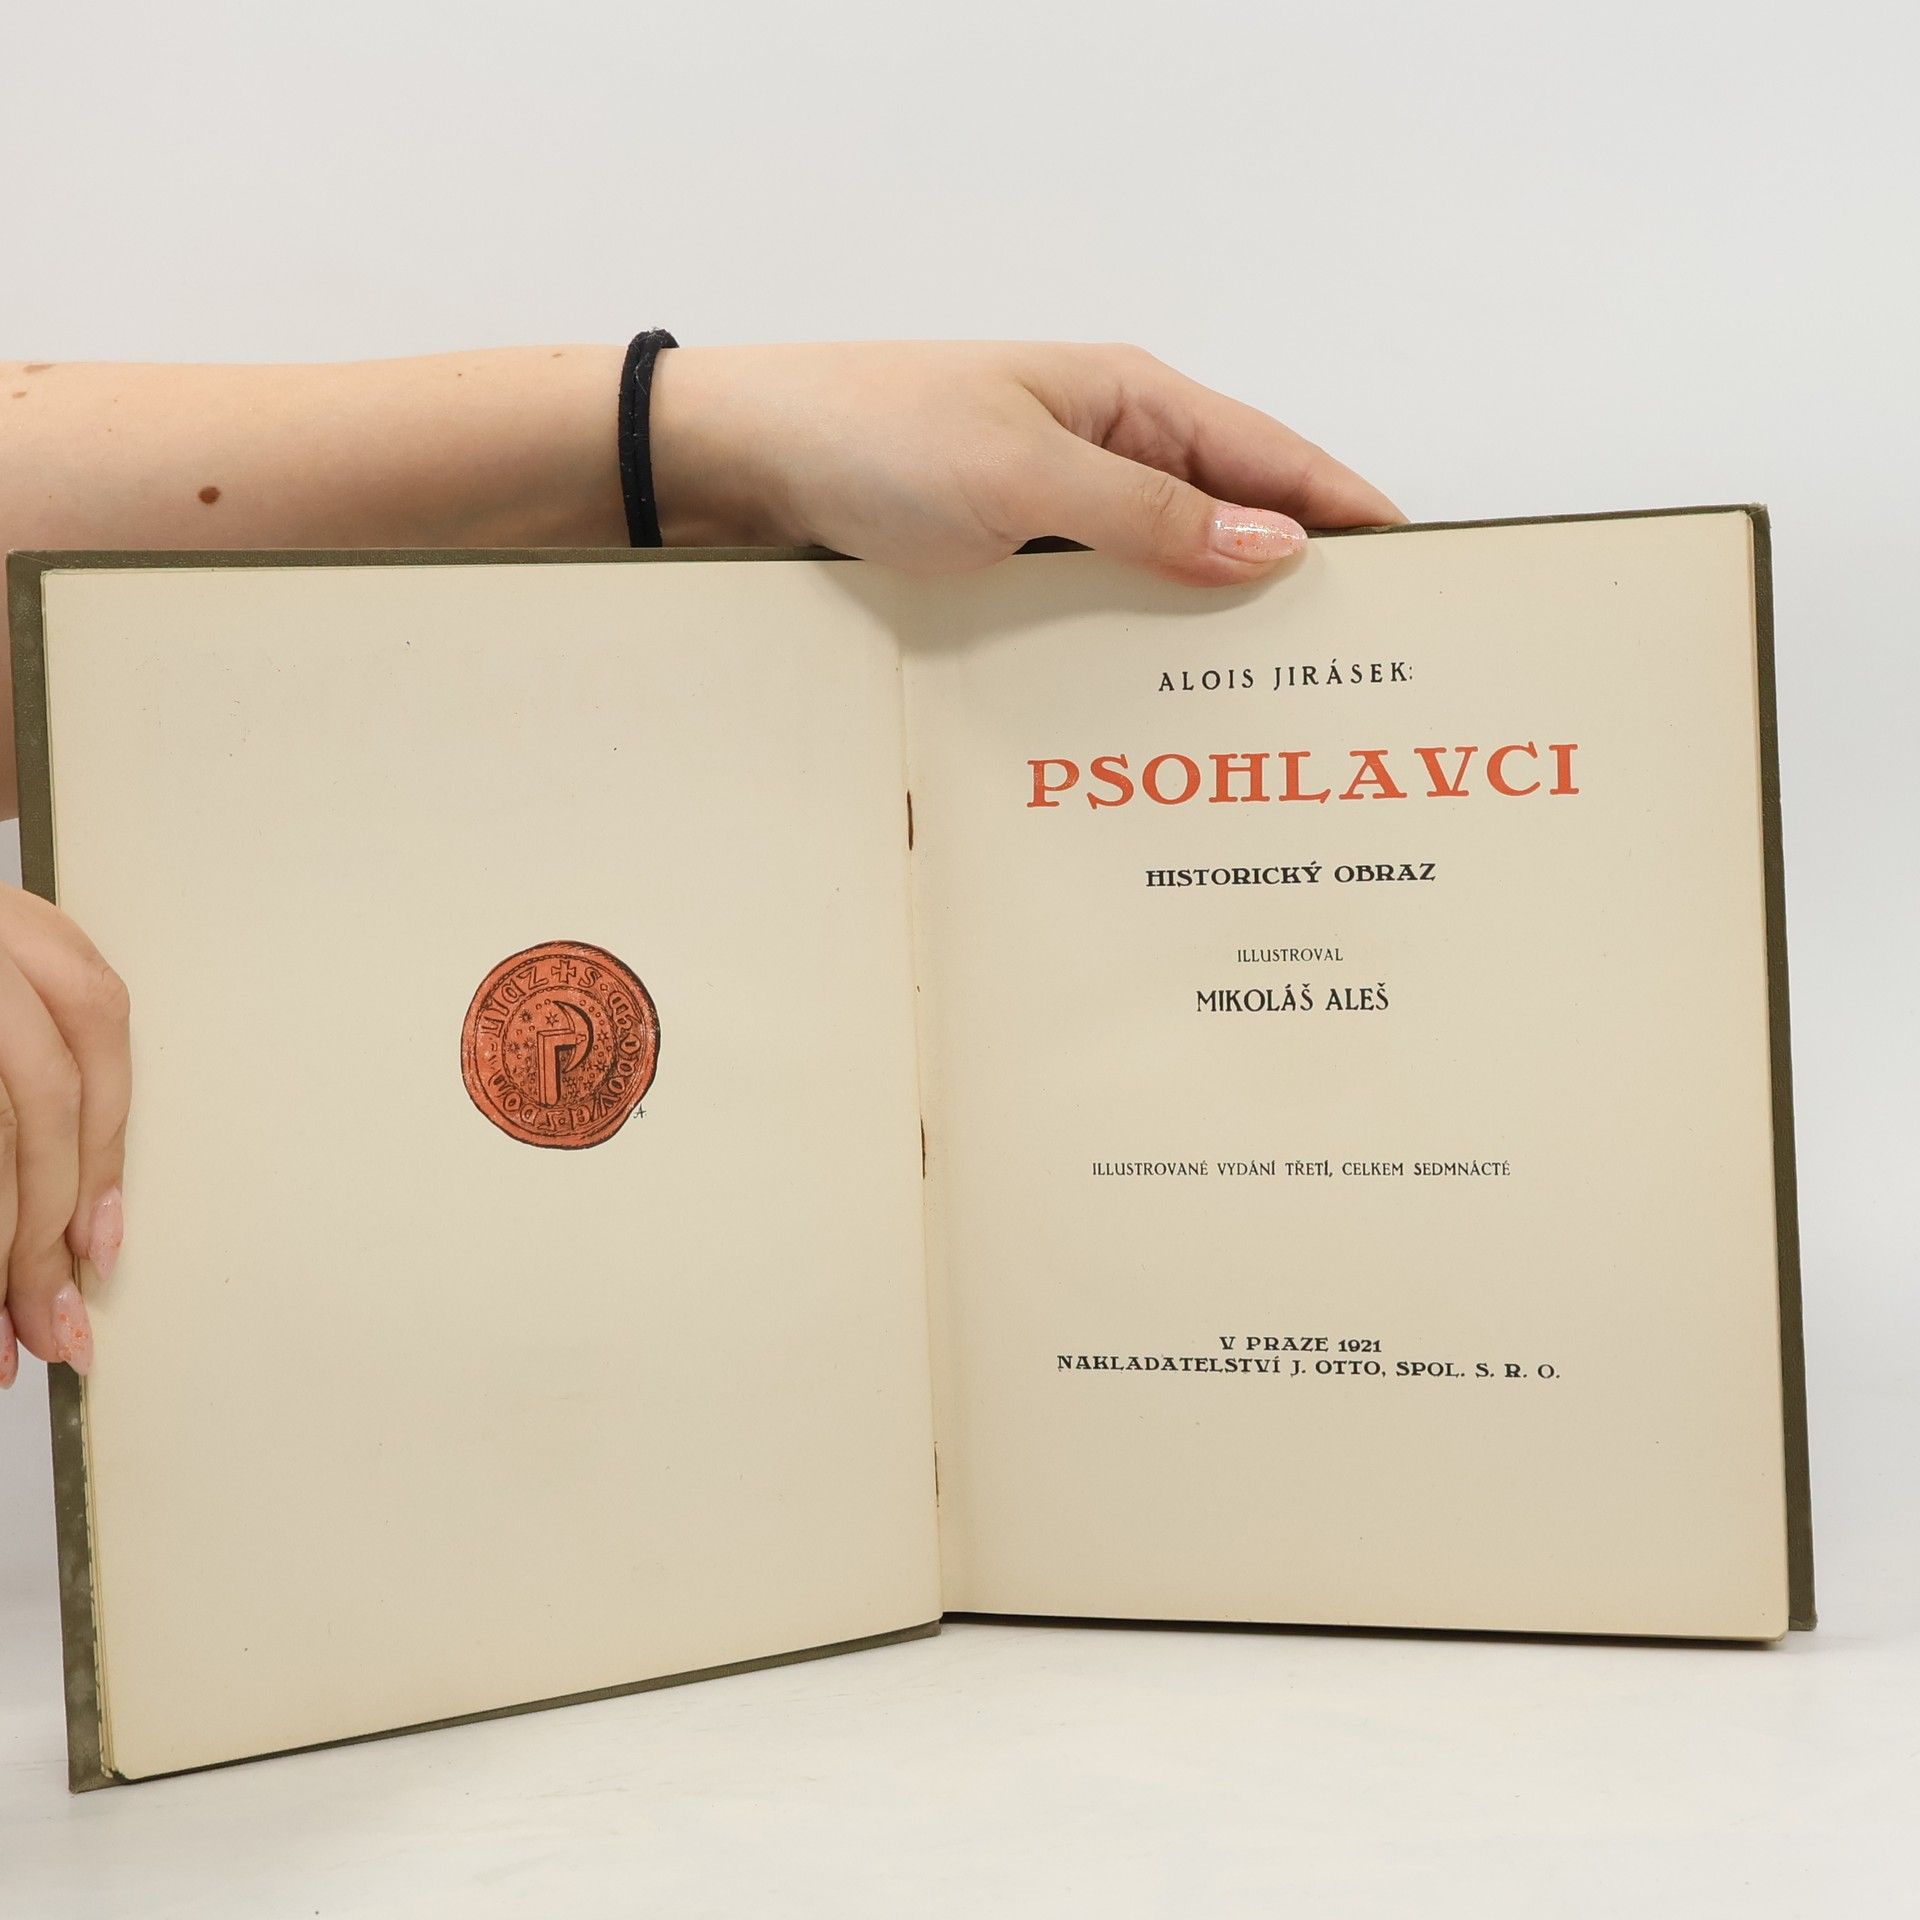 ALOIS JIRÁSEK:
PSOHLAVCI
HISTORICKÝ OBRAZ
ILLUSTROVAL
MIKOLÁŠ ALEŠ
ILLUSTROVANÉ VYDÁNÍ TŘETÍ, CELKEM SEDMNÁCTÉ
V PRAZE 1921
NAKLADATELSTVÍ J. OTTO, SPOL. S. R. O.